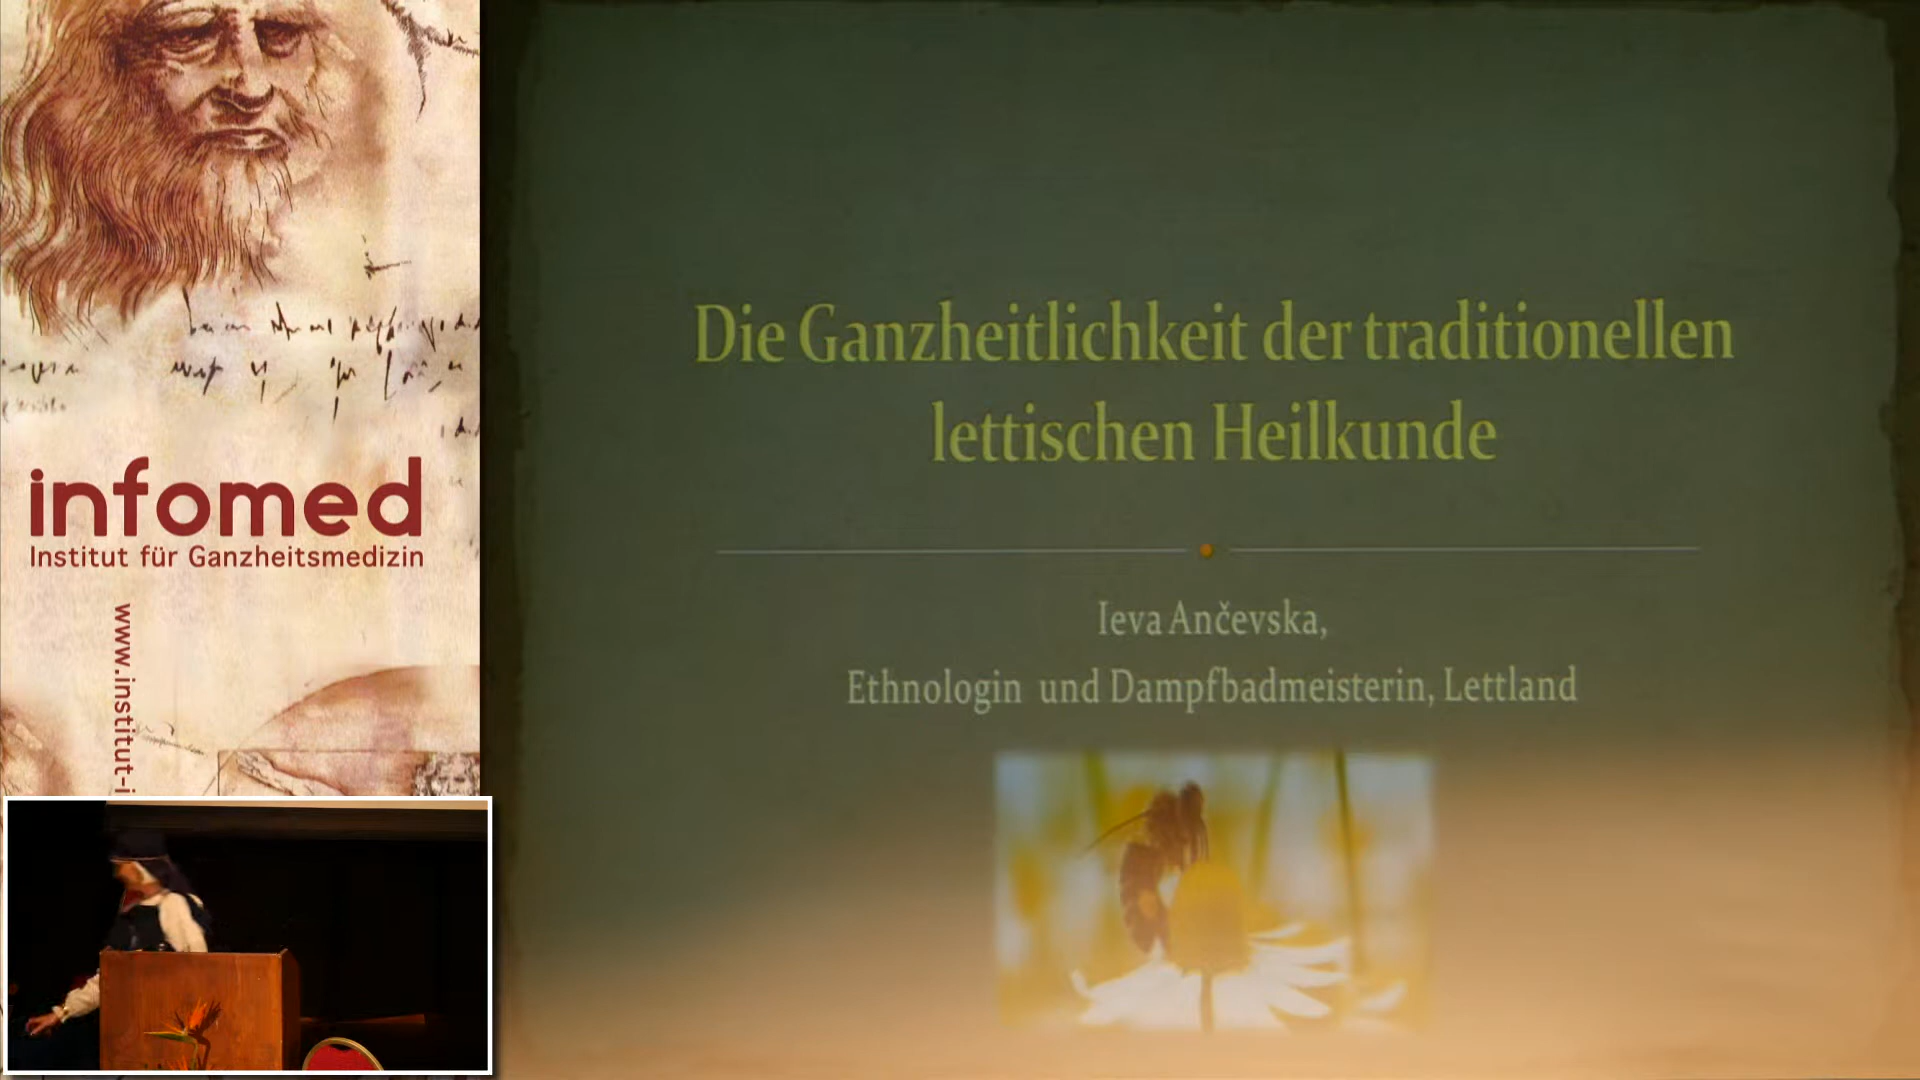 infomed
Institut für Ganzheitsmedizin
www.institut-i
Die Ganzheitlichkeit der traditionellen
lettischen Heilkunde
Ieva Ančevska,
Ethnologin und Dampfbadmeisterin, Lettland